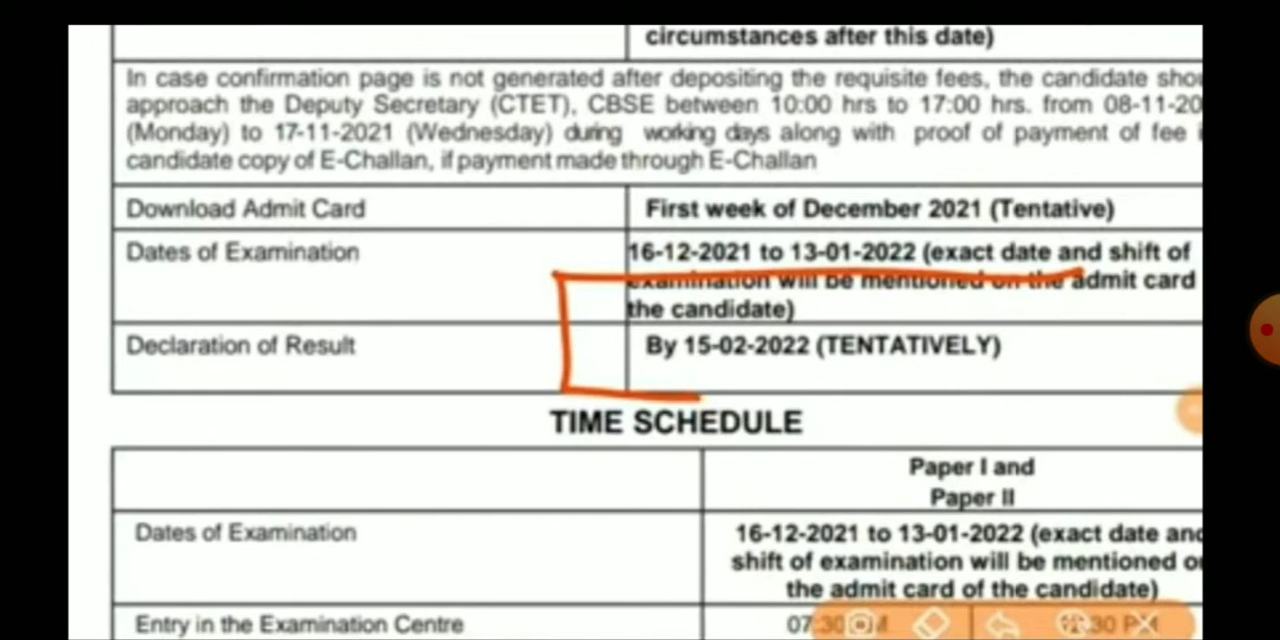 circumstances after this date)
In case confirmation page is not generated after depositing the requisite fees, the candidate shou
approach the Deputy Secretary (CTET), CBSE between 10:00 hrs to 17:00 hrs. from 08-11-20
(Monday) to 17-11-2021 (Wednesday) during working days along with proof of payment of fee i
candidate copy of E-Challan, if payment made through E-Challan
Download Admit Card First week of December 2021 (Tentative)
Dates of Examination 16-12-2021 to 13-01-2022 (exact date and shift of
examination will be mentioned on the admit card
the candidate)
Declaration of Result By 15-02-2022 (TENTATIVELY)
TIME SCHEDULE
Paper I and
Paper II
Dates of Examination 16-12-2021 to 13-01-2022 (exact date and
shift of examination will be mentioned o
the admit card of the candidate)
Entry in the Examination Centre 07:30